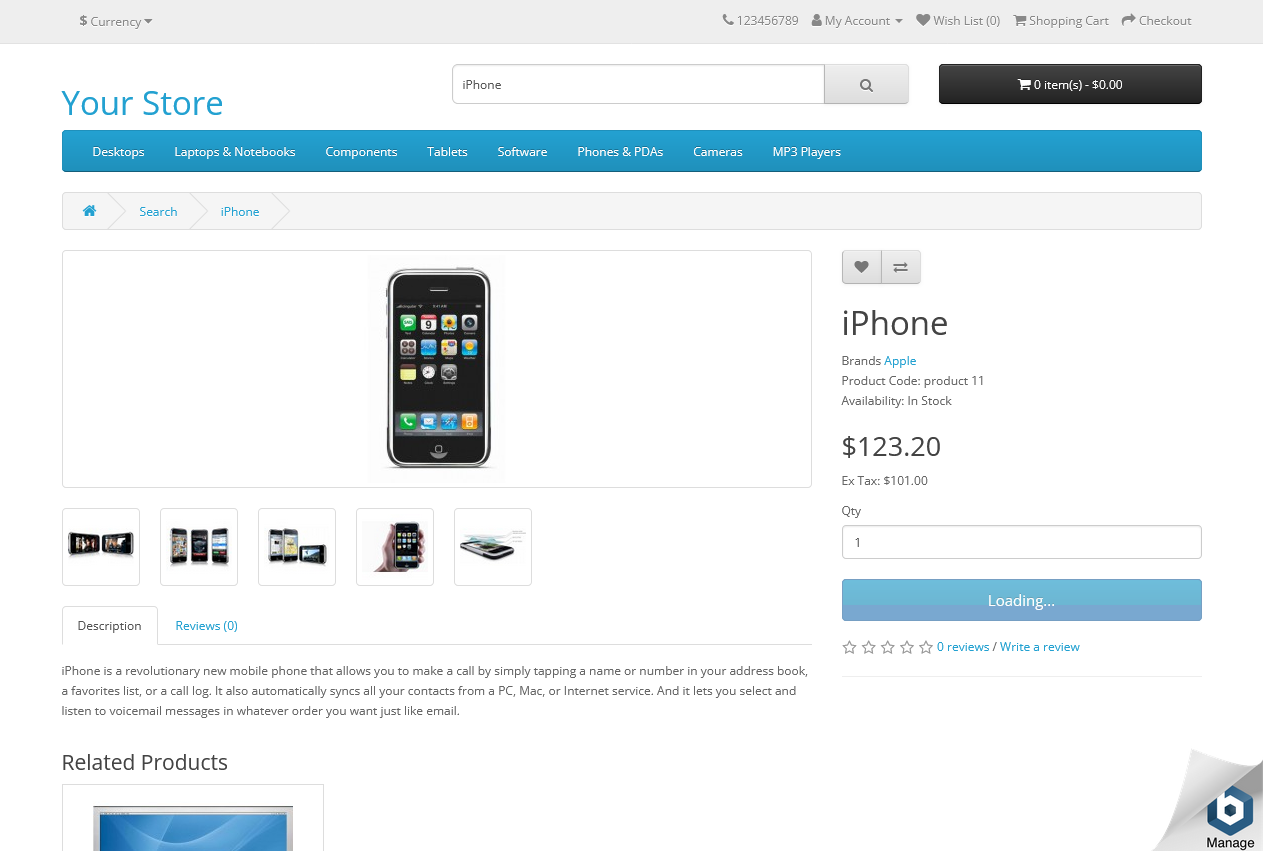 $ Currency
123456789 My Account Wish List (0) Shopping Cart Checkout
Your Store
iPhone
0 item(s) - $0.00
Desktops Laptops & Notebooks Components Tablets Software Phones & PDAs Cameras MP3 Players
Search iPhone
iPhone
Brands Apple
Product Code: product 11
Availability: In Stock
$123.20
Ex Tax: $101.00
Qty
1
Loading...
0 reviews / Write a review
Description Reviews (0)
iPhone is a revolutionary new mobile phone that allows you to make a call by simply tapping a name or number in your address book,
a favorites list, or a call log. It also automatically syncs all your contacts from a PC, Mac, or Internet service. And it lets you select and
listen to voicemail messages in whatever order you want just like email.
Related Products
Manage